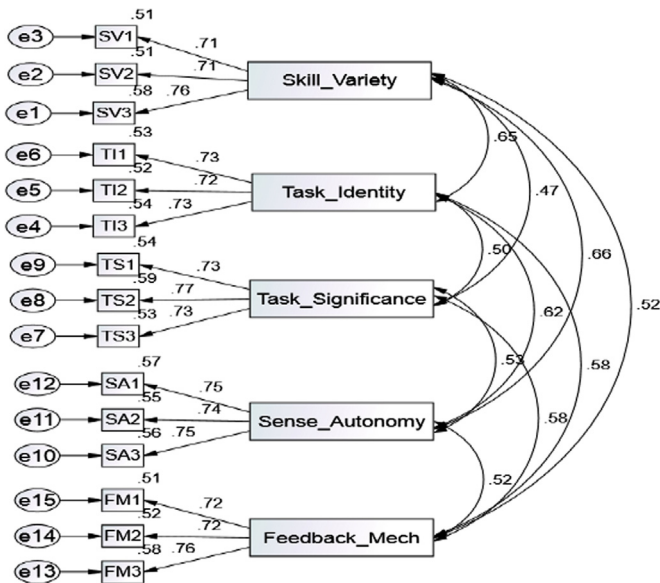 .51
e3 SV1 .71
.51
e2 SV2 .71 Skill_Variety
.58 .76
e1 SV3
.53
e6 TI1 .73 .65
.52
e5 TI2 .72 Task_Identity .47
.54 .73
e4 TI3
.54 .50 .66
e9 TS1 .73
.59
e8 TS2 .77 Task_Significance .62 .52
.53 .73
e7 TS3
.57 .53 .58
e12 SA1 .75
.55
e11 SA2 .74 Sense_Autonomy .58
.56 .75
e10 SA3
.51 .52
e15 FM1 .72
.52
e14 FM2 .72 Feedback_Mech
.58 .76
e13 FM3